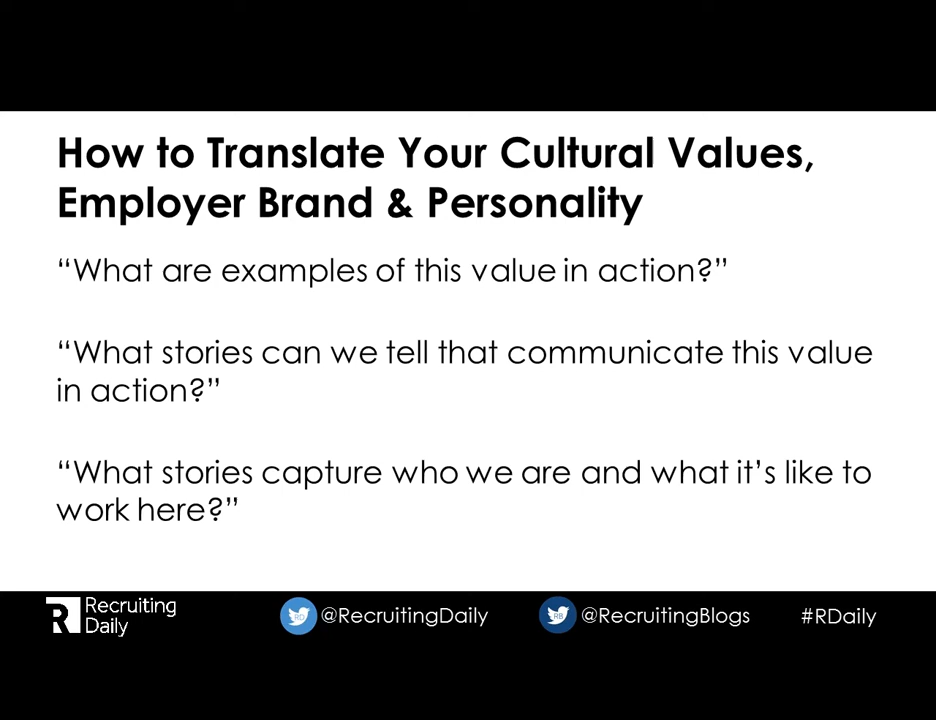 How to Translate Your Cultural Values,
Employer Brand & Personality
“What are examples of this value in action?”
“What stories can we tell that communicate this value
in action?”
“What stories capture who we are and what it’s like to
work here?”
R
Recruiting
Daily
RD
@RecruitingDaily
RB
@RecruitingBlogs
#RDaily